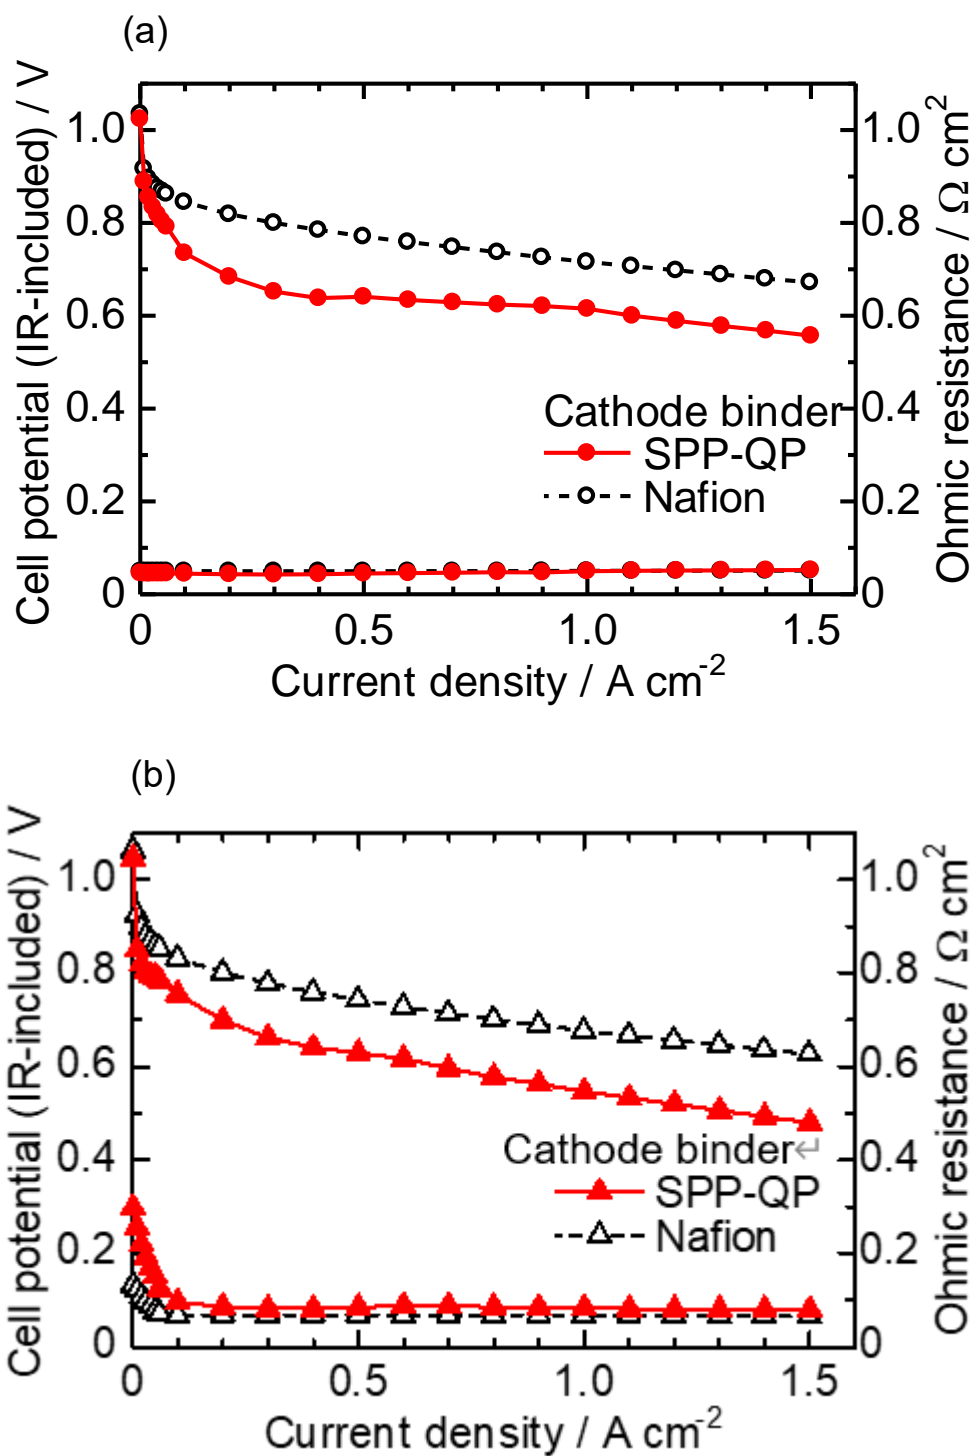 (a)
Cell potential (IR-included) / V
Ohmic resistance / Ω cm²
1.0
0.8
0.6
0.4
0.2
0
1.0
0.8
0.6
0.4
0.2
0
Cathode binder
SPP-QP
Nafion
0 0.5 1.0 1.5
Current density / A cm⁻²
(b)
Cell potential (IR-included) / V
Ohmic resistance / Ω cm²
1.0
0.8
0.6
0.4
0.2
0
1.0
0.8
0.6
0.4
0.2
0
Cathode binder↵
SPP-QP
Nafion
0 0.5 1.0 1.5
Current density / A cm⁻²